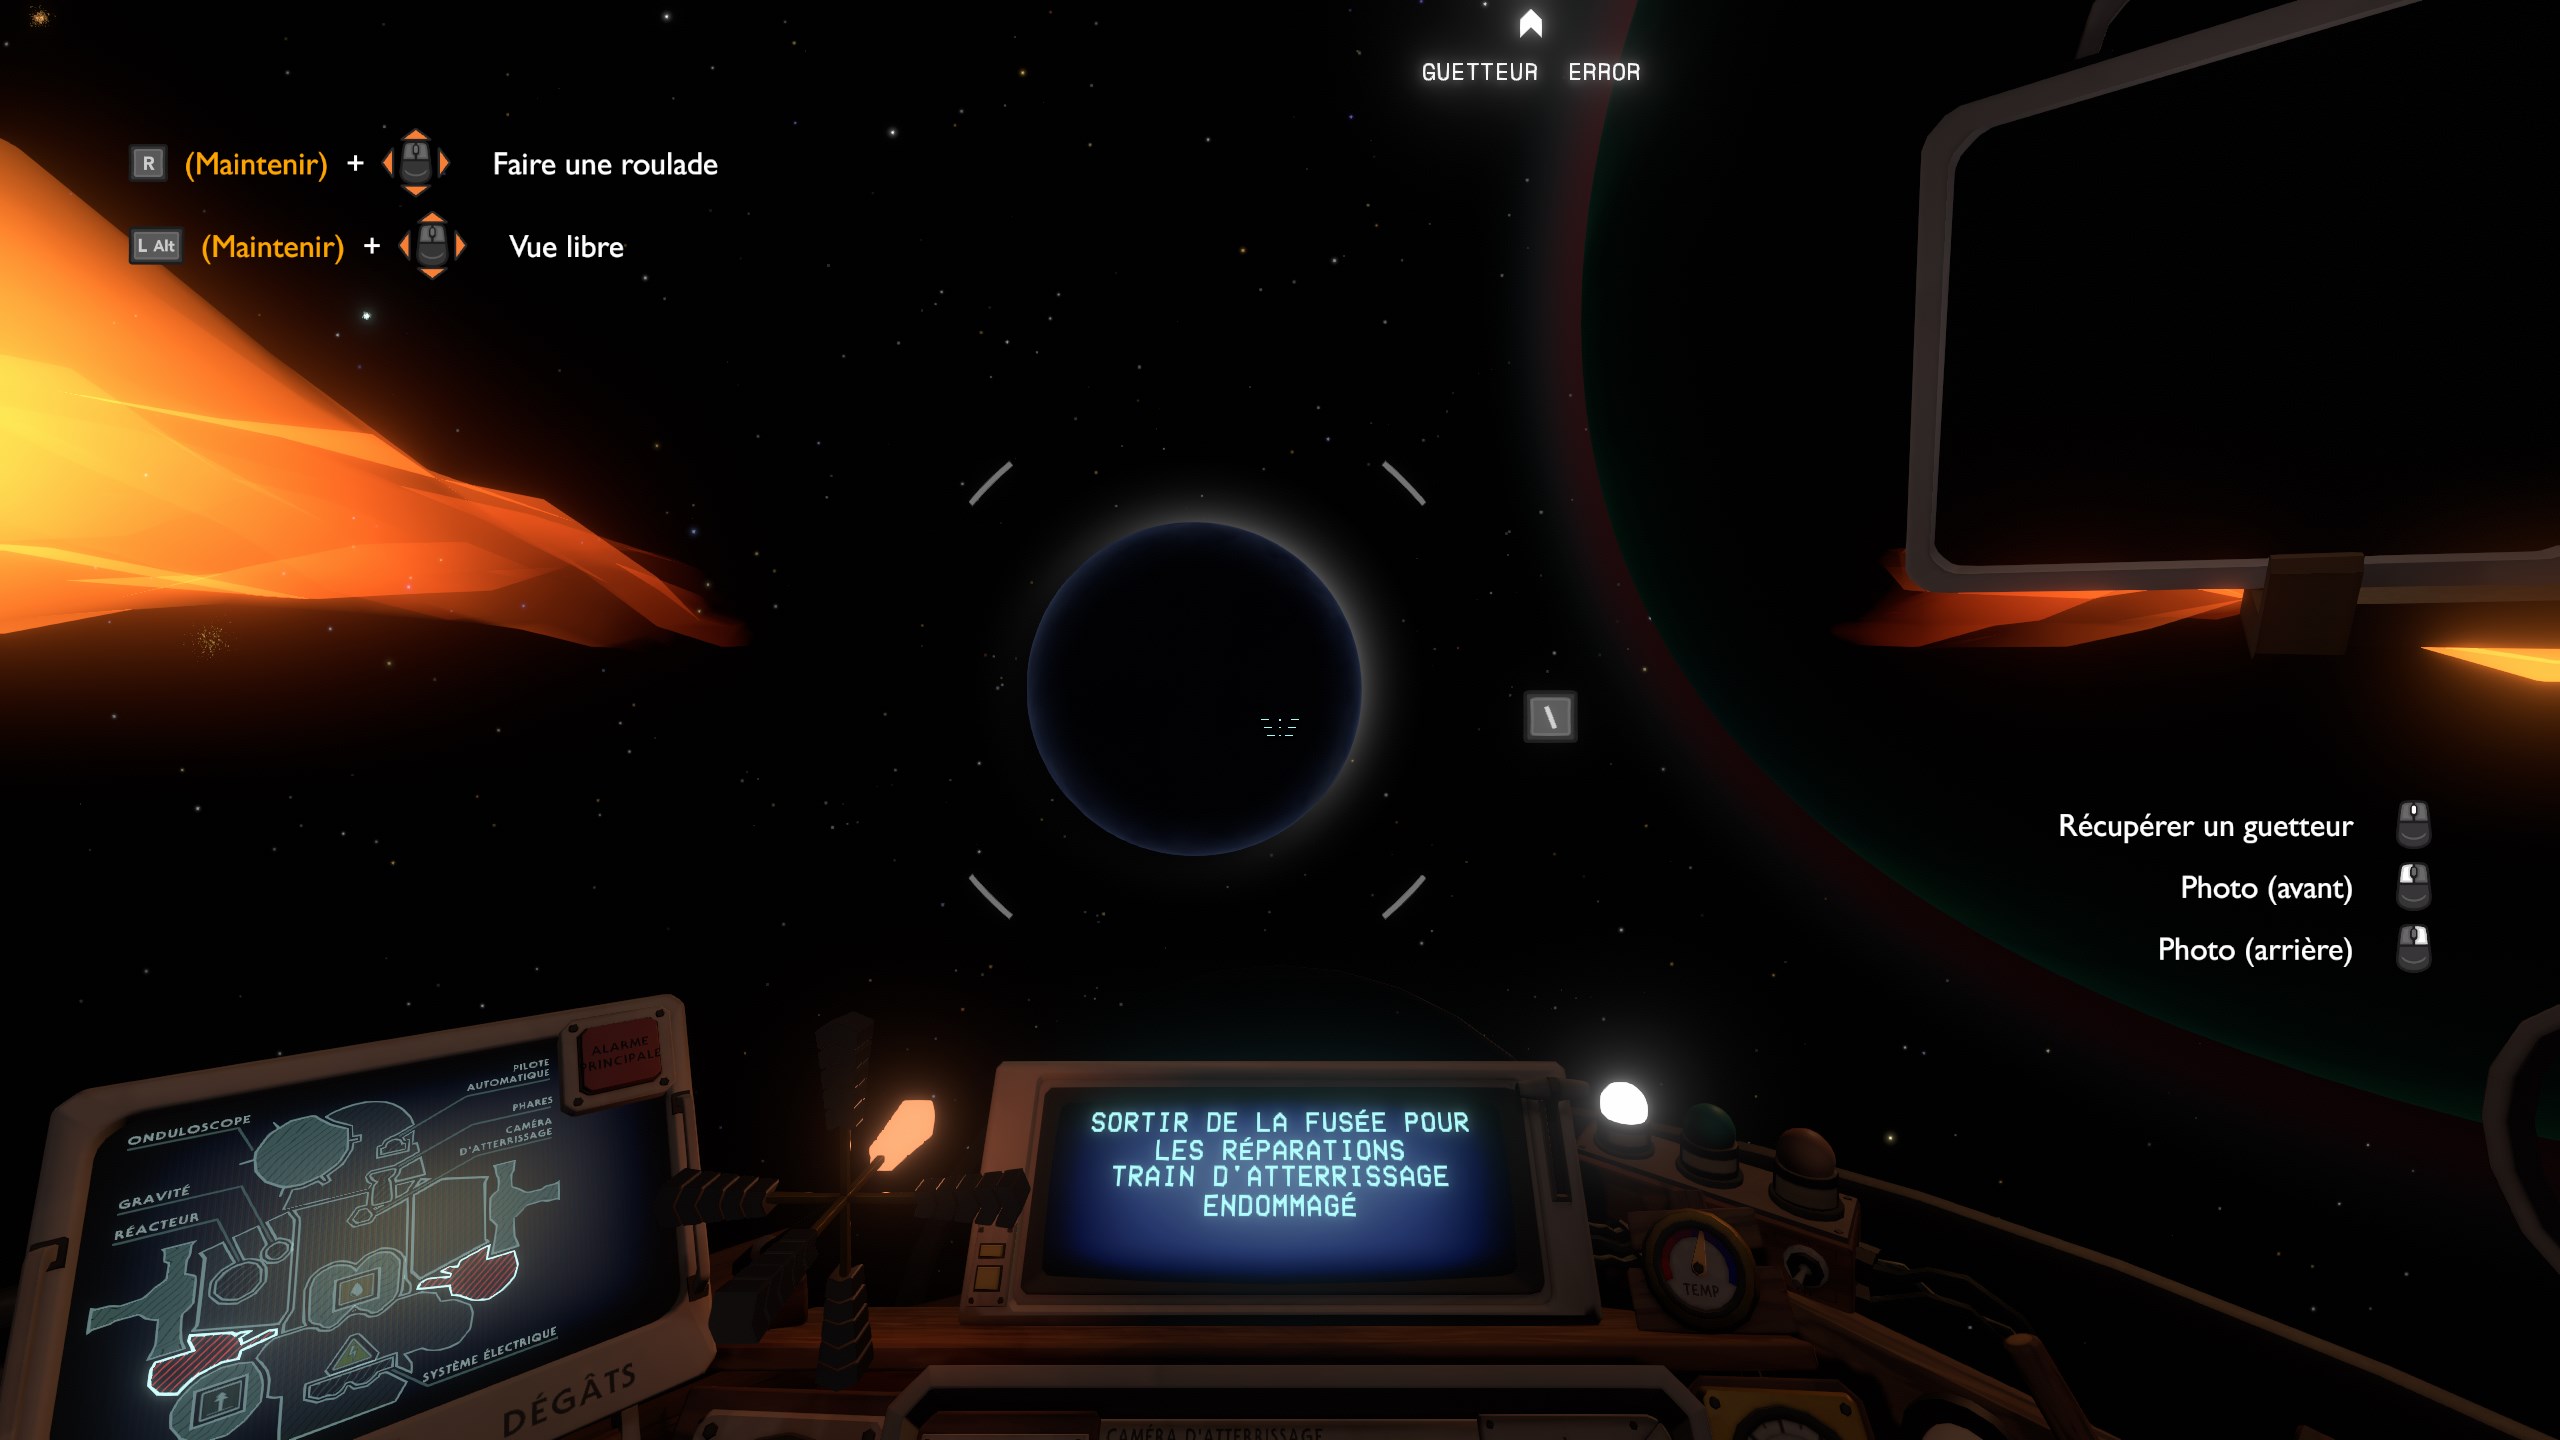 GUETTEUR ERROR
R (Maintenir) + Faire une roulade
L Alt (Maintenir) + Vue libre
\
Récupérer un guetteur
Photo (avant)
Photo (arrière)
ALARME
PRINCIPALE
PILOTE
AUTOMATIQUE
PHARES
CAMÉRA
D'ATTERRISSAGE
ONDULOSCOPE
GRAVITÉ
RÉACTEUR
SYSTÈME ÉLECTRIQUE
DÉGÂTS
SORTIR DE LA FUSÉE POUR
LES RÉPARATIONS
TRAIN D'ATTERRISSAGE
ENDOMMAGÉ
TEMP
CAMÉRA D'ATTERRISSAGE